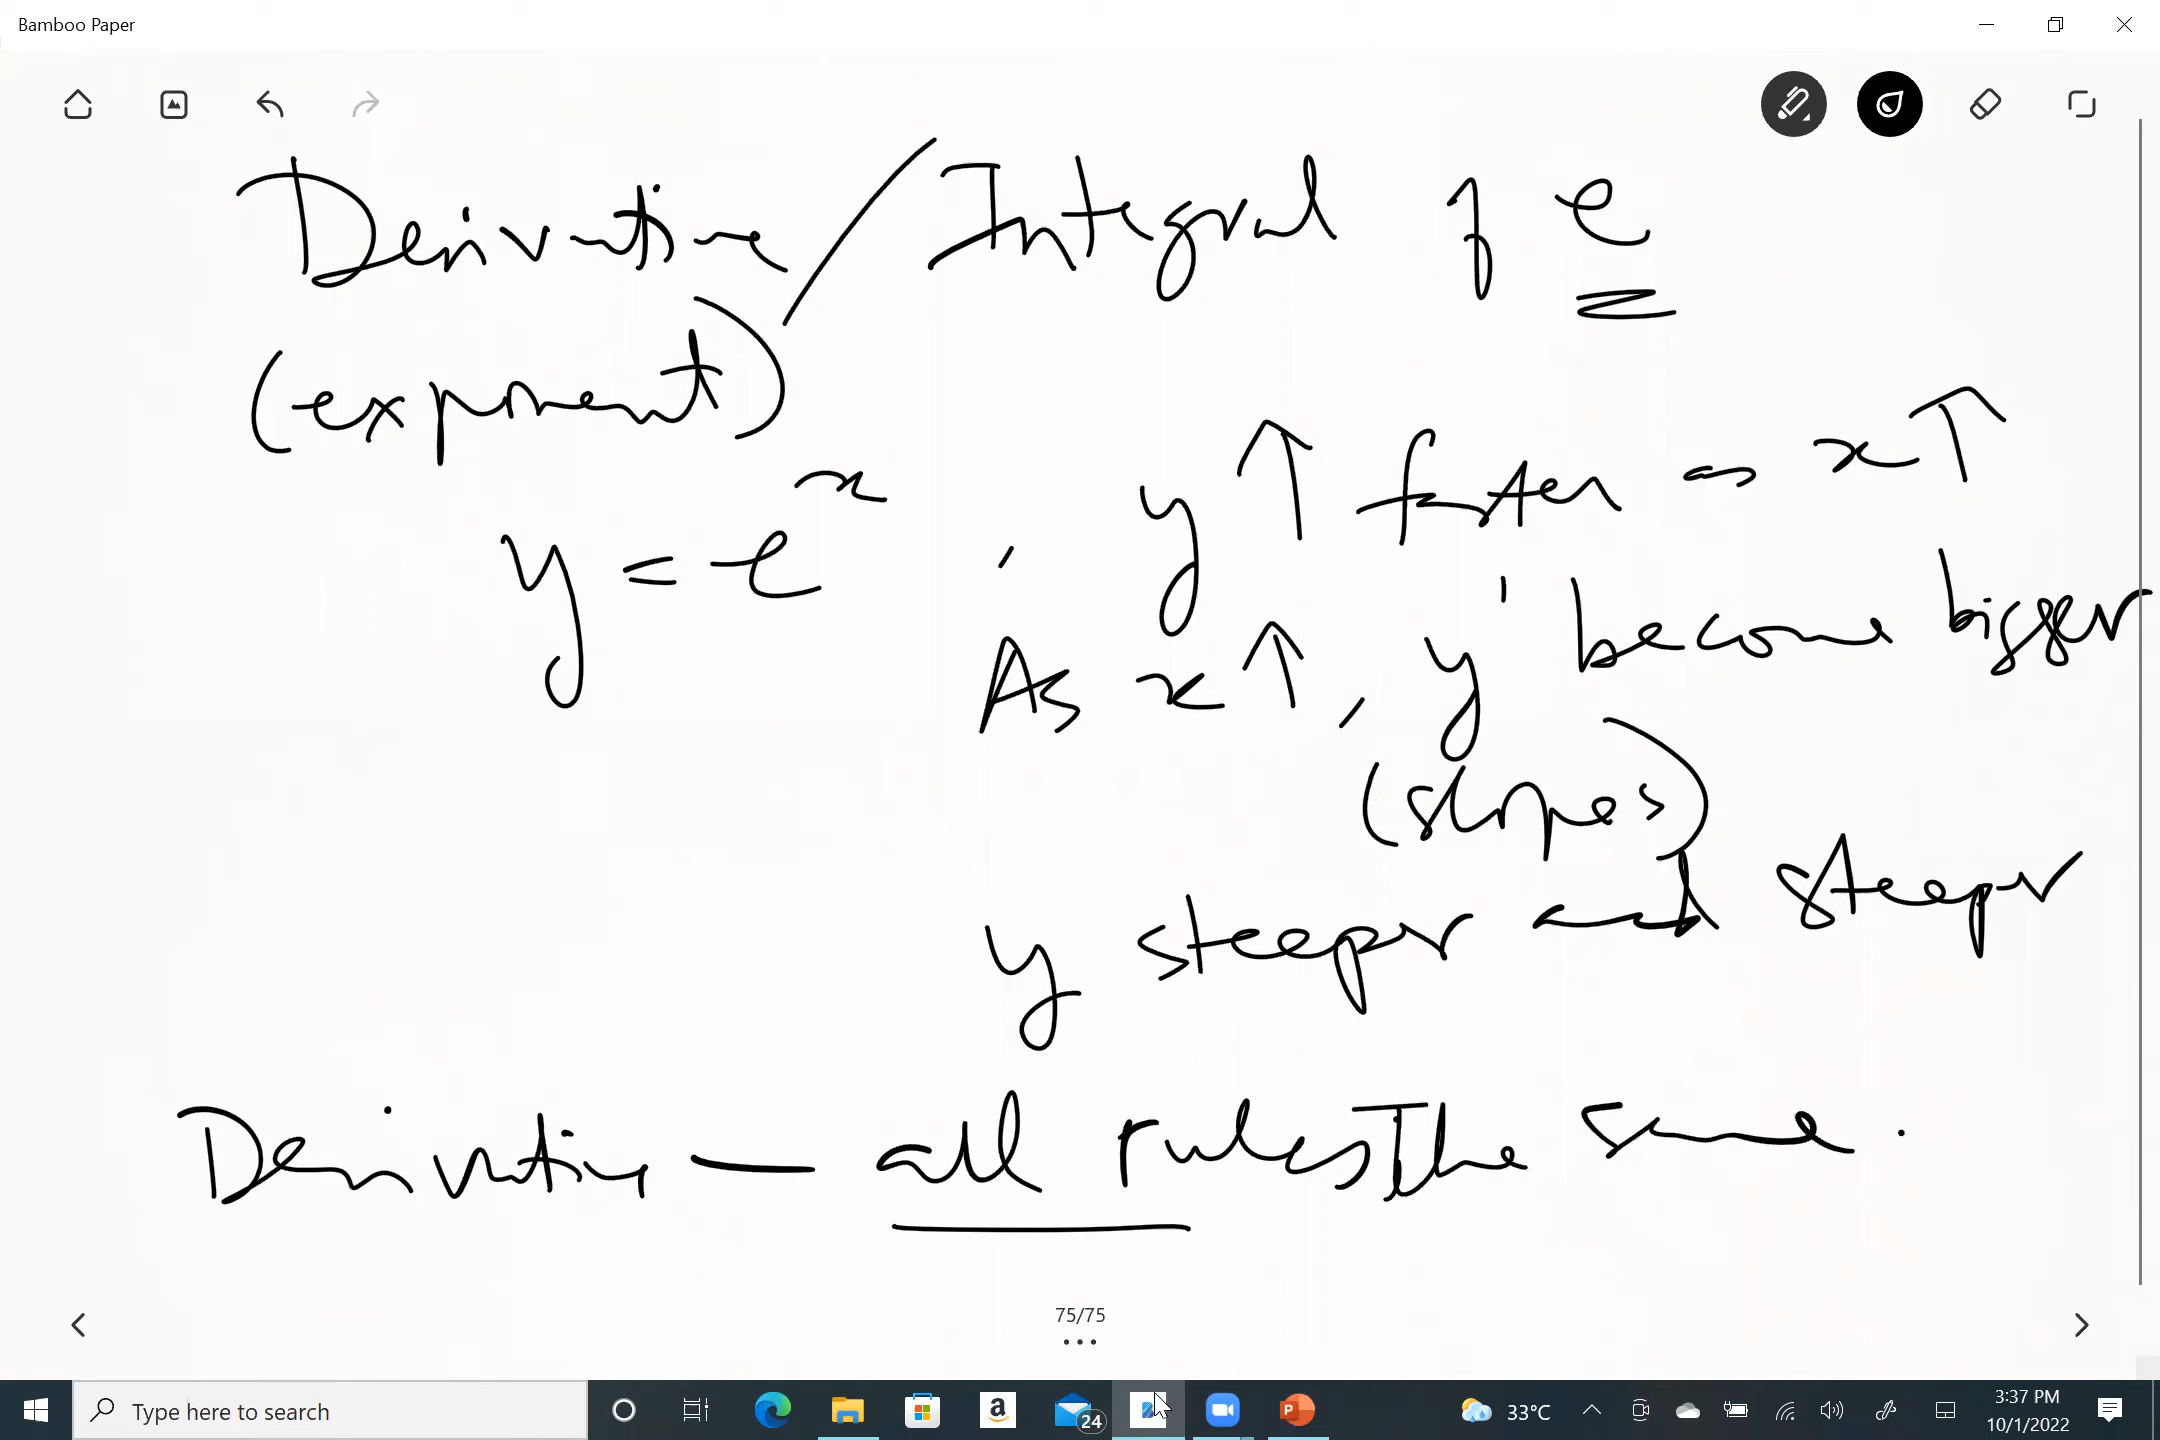 Bamboo Paper
Derivative / Integral of e
(exponent)
y = e^x , y ↑ faster as x ↑
As x ↑, y' become bigger
(slopes)
y steeper and steeper
Derivative — all rules The same.
75/75
Type here to search
a
24
P
33°C
3:37 PM
10/1/2022